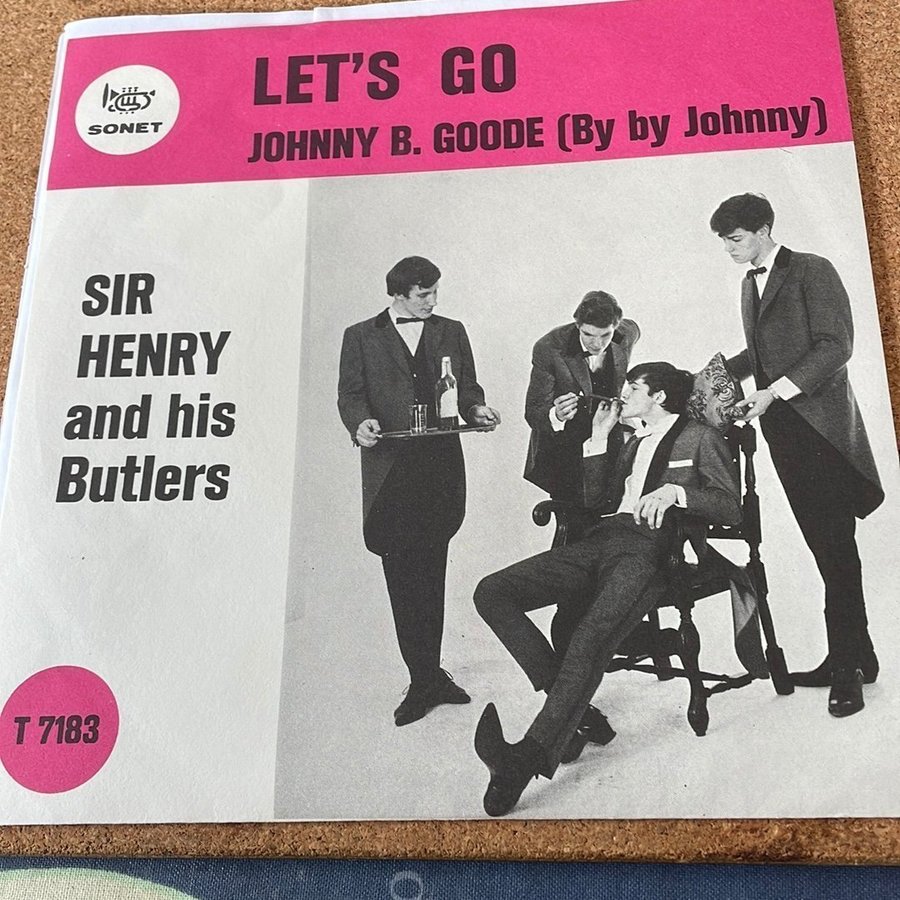 LET'S GO
JOHNNY B. GOODE (By by Johnny)
SONET
SIR
HENRY
and his
Butlers
T 7183